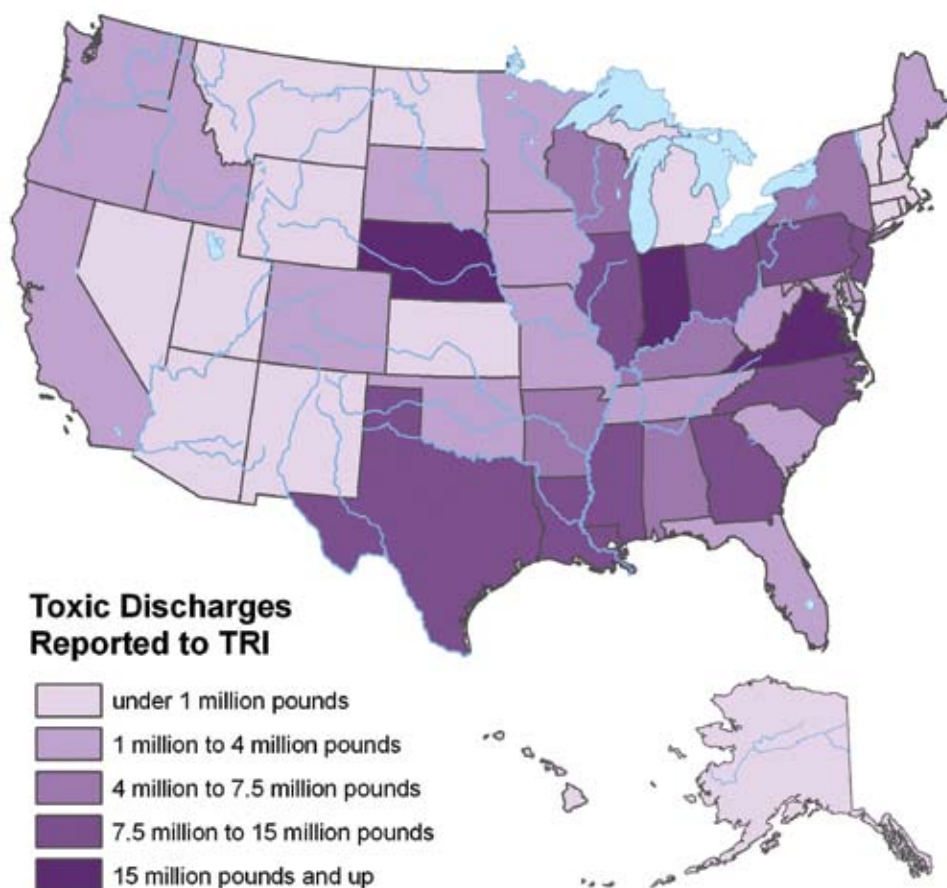 Toxic Discharges
Reported to TRI
under 1 million pounds
1 million to 4 million pounds
4 million to 7.5 million pounds
7.5 million to 15 million pounds
15 million pounds and up